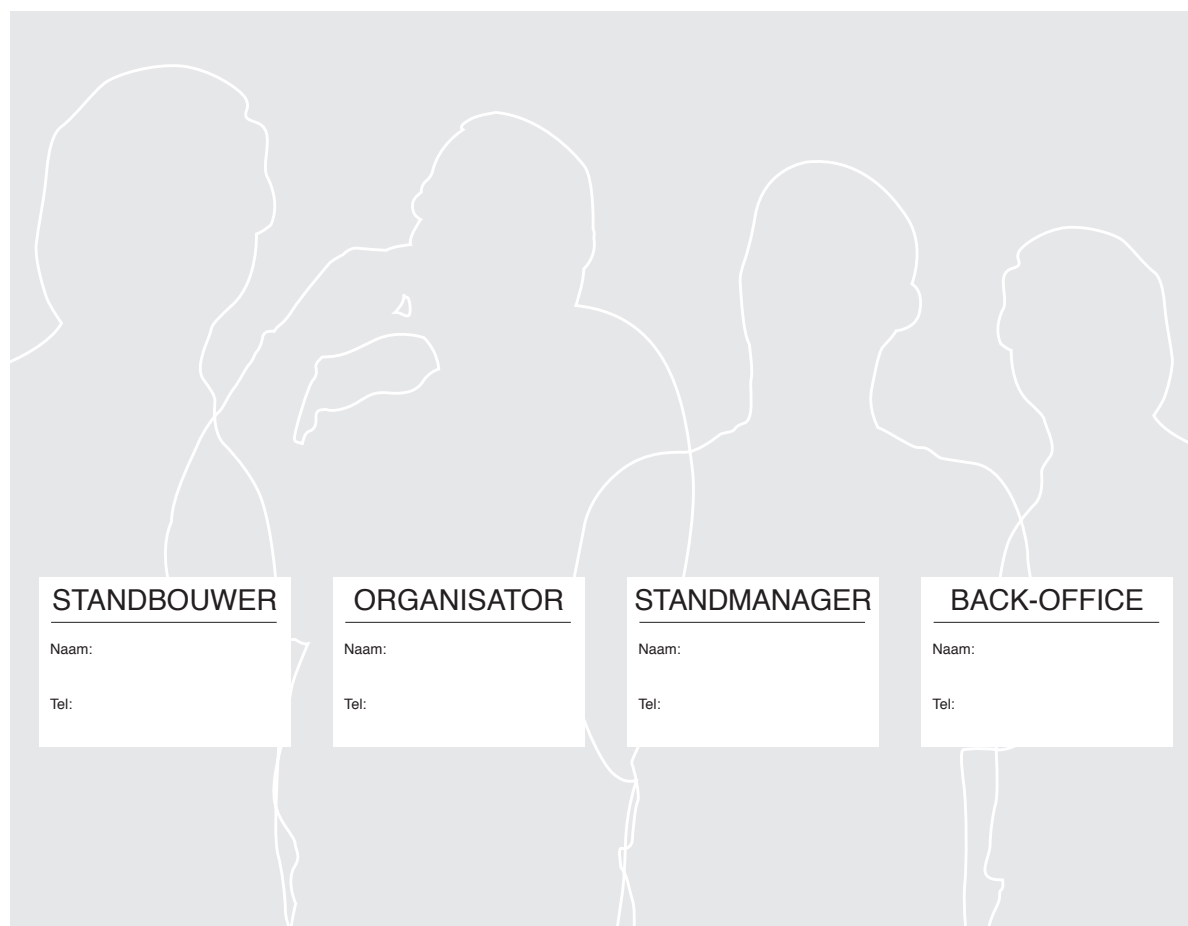 STANDBOUWER
Naam:
Tel:
ORGANISATOR
Naam:
Tel:
STANDMANAGER
Naam:
Tel:
BACK-OFFICE
Naam:
Tel: